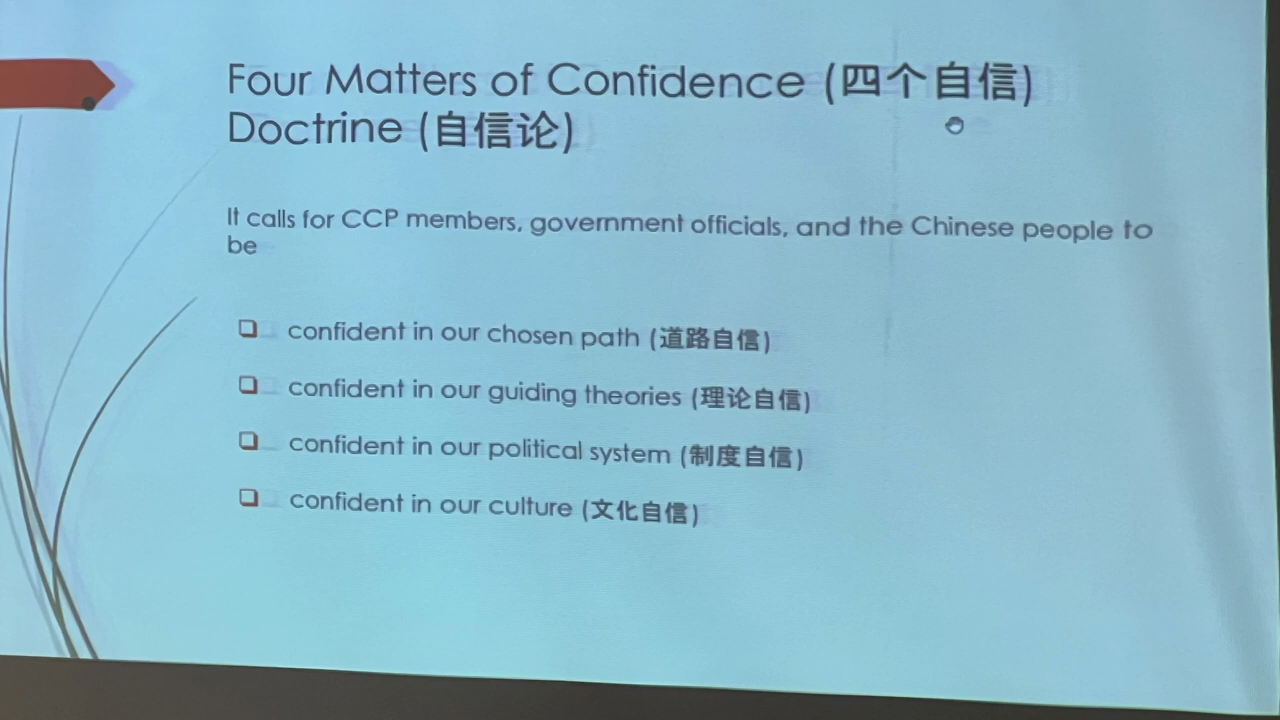 Four Matters of Confidence (四个自信)
Doctrine (自信论)
It calls for CCP members, government officials, and the Chinese people to
be
confident in our chosen path (道路自信)
confident in our guiding theories (理论自信)
confident in our political system (制度自信)
confident in our culture (文化自信)